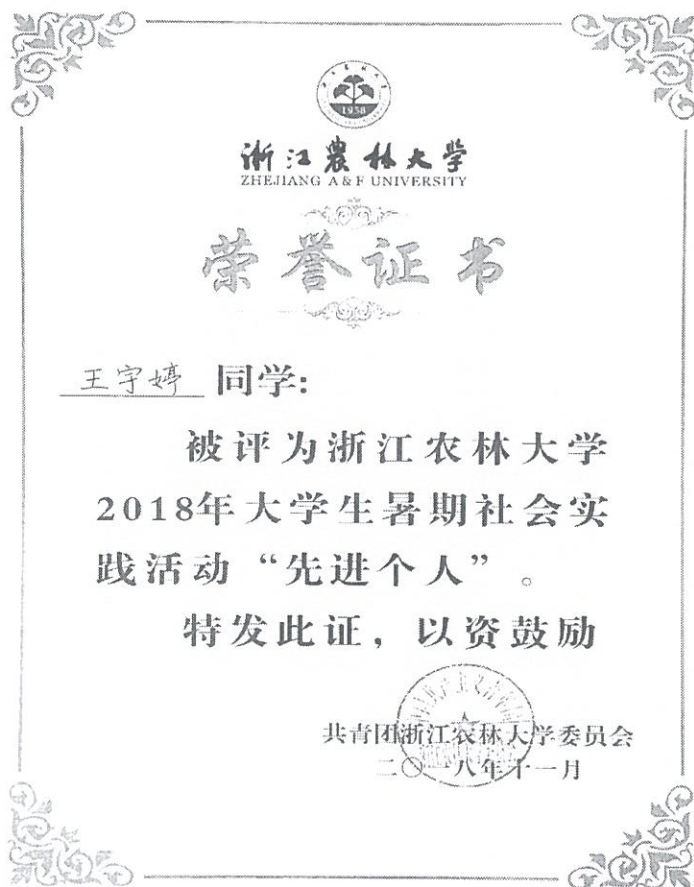 1958
浙江農林大学
ZHEJIANG A & F UNIVERSITY
荣誉证书
王宇婷 同学:
被评为浙江农林大学
2018年大学生暑期社会实
践活动“先进个人”。
特发此证，以资鼓励
共青团浙江农林大学委员会
二〇一八年十一月